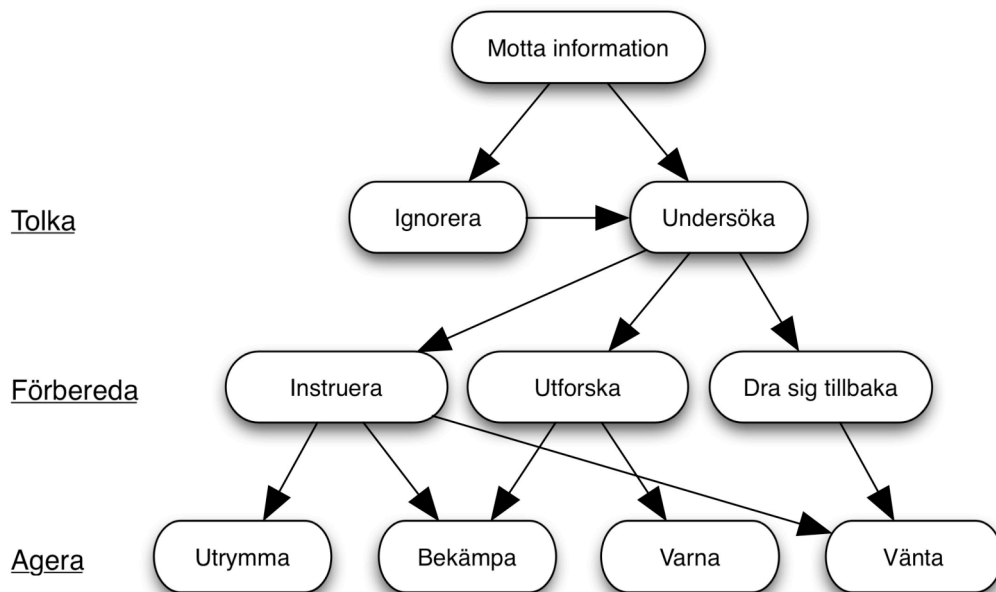 Motta information
Tolka
Ignorera
Undersöka
Förbereda
Instruera
Utforska
Dra sig tillbaka
Agera
Utrymma
Bekämpa
Varna
Vänta